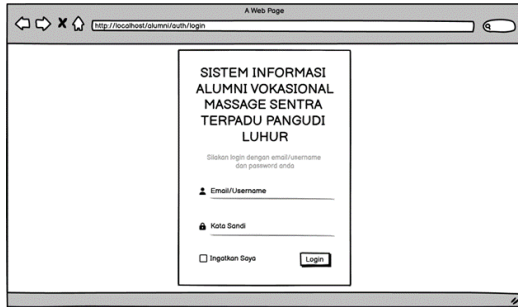 A Web Page
http://localhost/alumni/auth/login
SISTEM INFORMASI
ALUMNI VOKASIONAL
MASSAGE SENTRA
TERPADU PANGUDI
LUHUR
Silakan login dengan email/username
dan password anda
Email/Username
Kata Sandi
Ingatkan Saya
Login